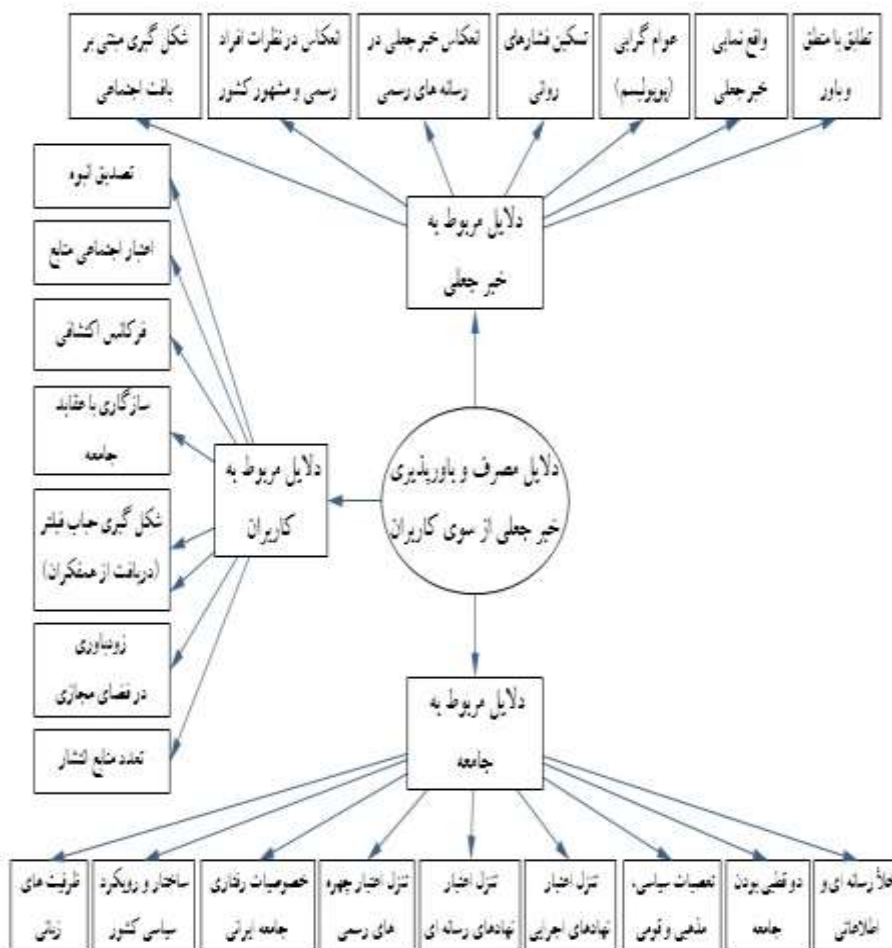 تطابق با منطق
و باور
واقع نمایی
خبر جعلی
عوام گرایی
(پوپولیسم)
تسکین فشارهای
روانی
انعکاس خبر جعلی در
رسانه های رسمی
انعکاس در نظرات افراد
رسمی و مشهور کشور
شکل گیری مبتنی بر
بافت اجتماعی
دلایل مربوط به
خبر جعلی
تصدیق انبوه
اعتبار اجتماعی منابع
فرکانس اکتشافی
سازگاری با عقاید
جامعه
شکل گیری حباب فیلتر
(دریافت از همفکران)
زودباوری
در فضای مجازی
تعدد منابع انتشار
دلایل مربوط به
کاربران
دلایل مصرف و باورپذیری
خبر جعلی از سوی کاربران
دلایل مربوط به
جامعه
خلأ رسانه ای و
اطلاعاتی
دو قطبی بودن
جامعه
تعصبات سیاسی،
مذهبی و قومی
تنزل اعتبار
نهادهای اجرایی
تنزل اعتبار
نهادهای رسانه ای
تنزل اعتبار چهره
های رسمی
خصوصیات رفتاری
جامعه ایرانی
ساختار و رویکرد
سیاسی کشور
ظرفیت های
زبانی